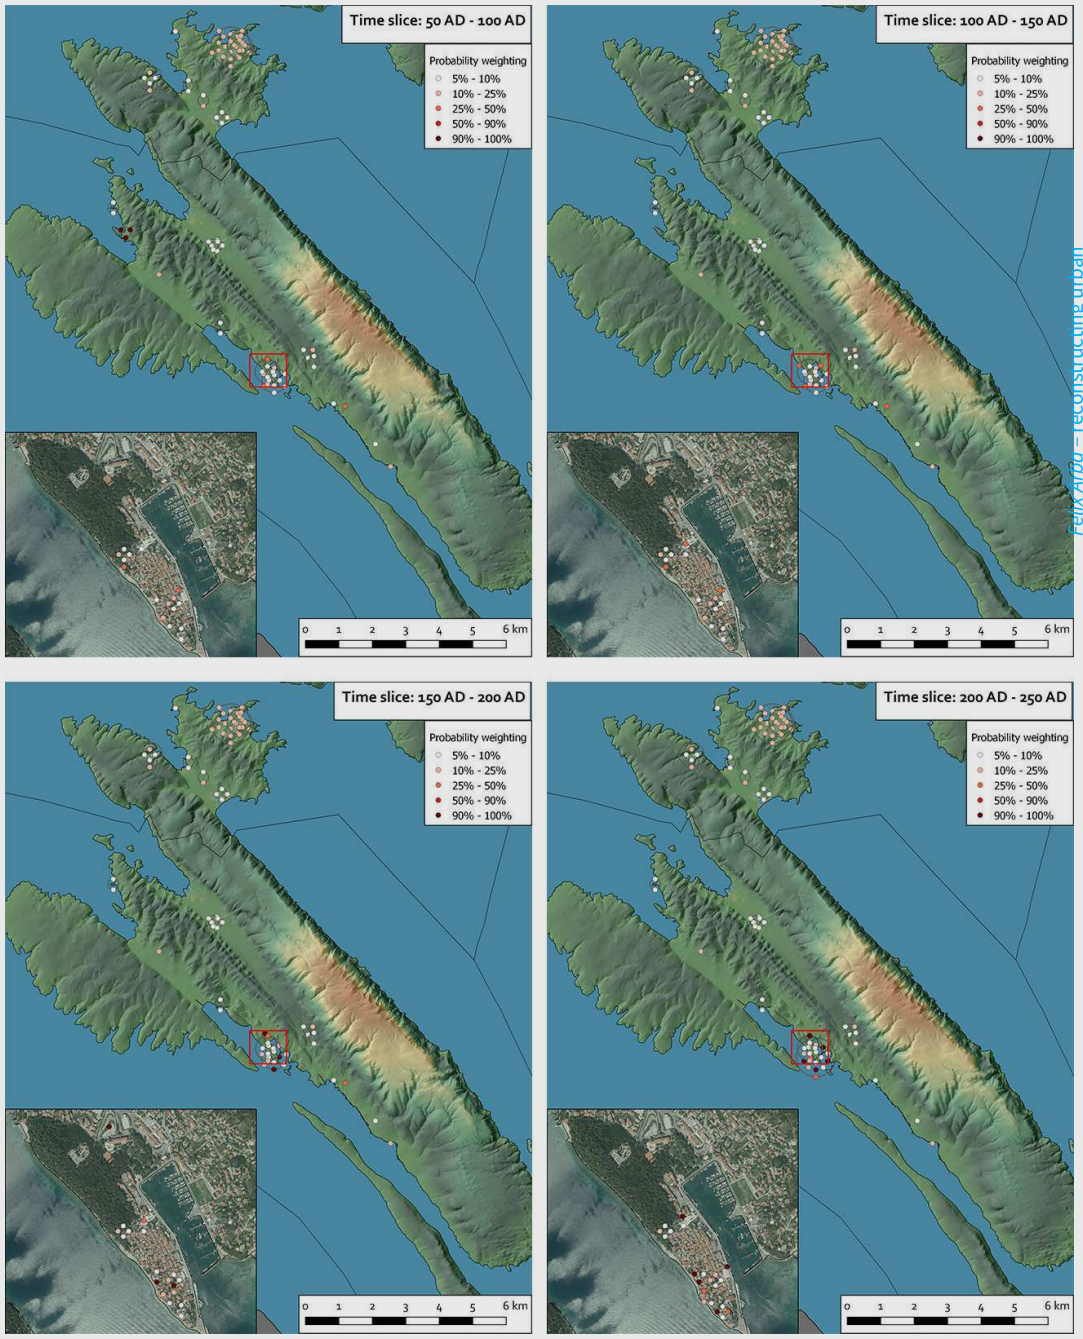 Time slice: 50 AD - 100 AD
Probability weighting
5% - 10%
10% - 25%
25% - 50%
50% - 90%
90% - 100%
0 1 2 3 4 5 6 km
Time slice: 100 AD - 150 AD
Probability weighting
5% - 10%
10% - 25%
25% - 50%
50% - 90%
90% - 100%
0 1 2 3 4 5 6 km
Felix Arba – reconstructing urban
Time slice: 150 AD - 200 AD
Probability weighting
5% - 10%
10% - 25%
25% - 50%
50% - 90%
90% - 100%
0 1 2 3 4 5 6 km
Time slice: 200 AD - 250 AD
Probability weighting
5% - 10%
10% - 25%
25% - 50%
50% - 90%
90% - 100%
0 1 2 3 4 5 6 km